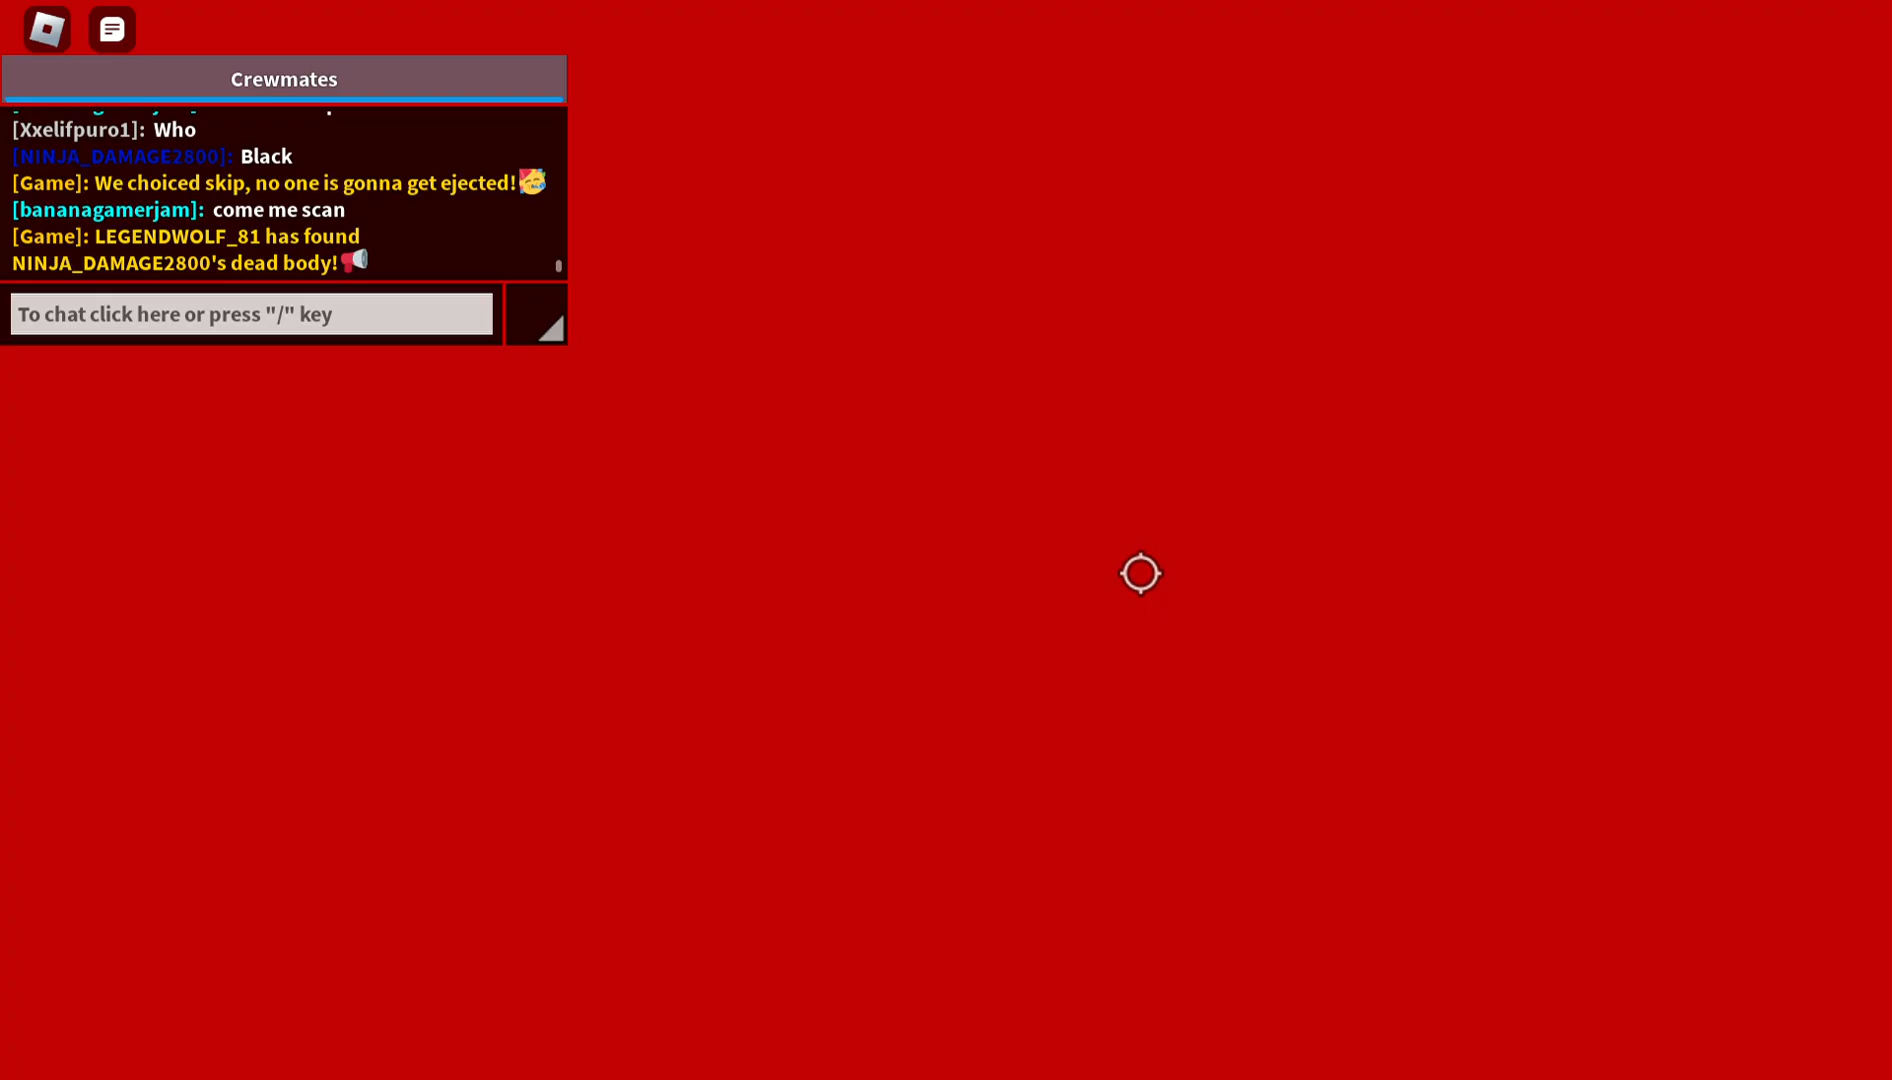 Crewmates
[Xxelifpuro1]: Who
[NINJA_DAMAGE2800]: Black
[Game]: We choiced skip, no one is gonna get ejected!🥳
[bananagamerjam]: come me scan
[Game]: LEGENDWOLF_81 has found
NINJA_DAMAGE2800's dead body!📢
To chat click here or press "/" key